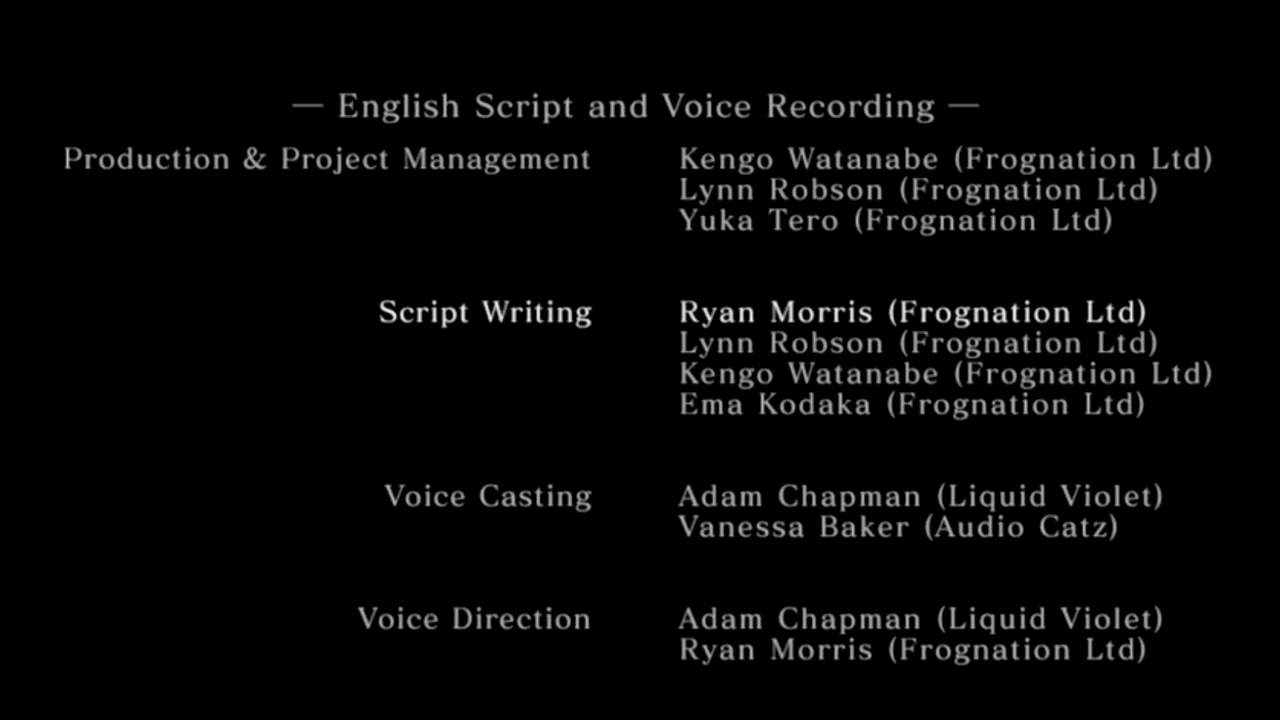 — English Script and Voice Recording —
Production & Project Management Kengo Watanabe (Frognation Ltd)
Lynn Robson (Frognation Ltd)
Yuka Tero (Frognation Ltd)
Script Writing Ryan Morris (Frognation Ltd)
Lynn Robson (Frognation Ltd)
Kengo Watanabe (Frognation Ltd)
Ema Kodaka (Frognation Ltd)
Voice Casting Adam Chapman (Liquid Violet)
Vanessa Baker (Audio Catz)
Voice Direction Adam Chapman (Liquid Violet)
Ryan Morris (Frognation Ltd)